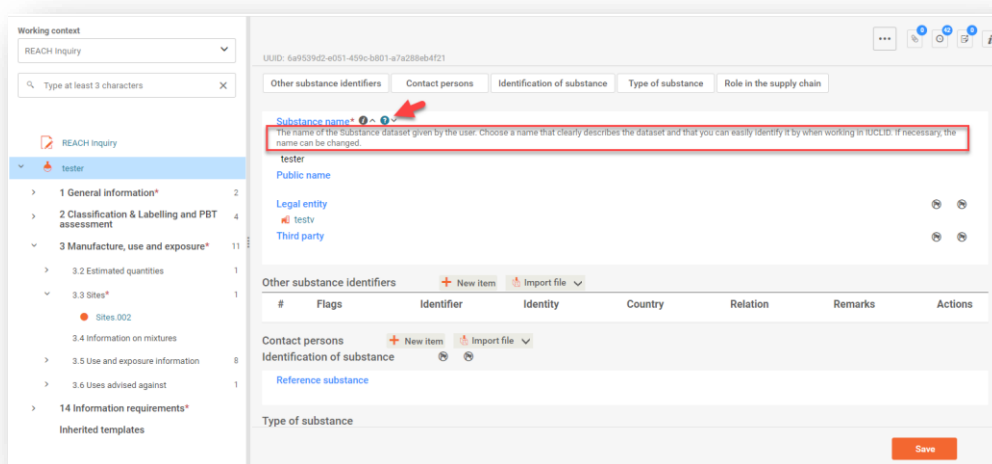 Working context
REACH Inquiry
Type at least 3 characters
REACH Inquiry
tester
1 General information* 2
2 Classification & Labelling and PBT assessment 4
3 Manufacture, use and exposure* 11
3.2 Estimated quantities 1
3.3 Sites* 1
Sites.002
3.4 Information on mixtures
3.5 Use and exposure information 8
3.6 Uses advised against 1
14 Information requirements*
Inherited templates
42
UUID: 6a9539d2-e051-459c-b801-a7a288eb4f21
Other substance identifiers Contact persons Identification of substance Type of substance Role in the supply chain
Substance name*
The name of the Substance dataset given by the user. Choose a name that clearly describes the dataset and that you can easily identify it by when working in IUCLID. If necessary, the
name can be changed.
tester
Public name
Legal entity
testv
Third party
Other substance identifiers + New item Import file
# Flags Identifier Identity Country Relation Remarks Actions
Contact persons + New item Import file
Identification of substance
Reference substance
Type of substance
Save